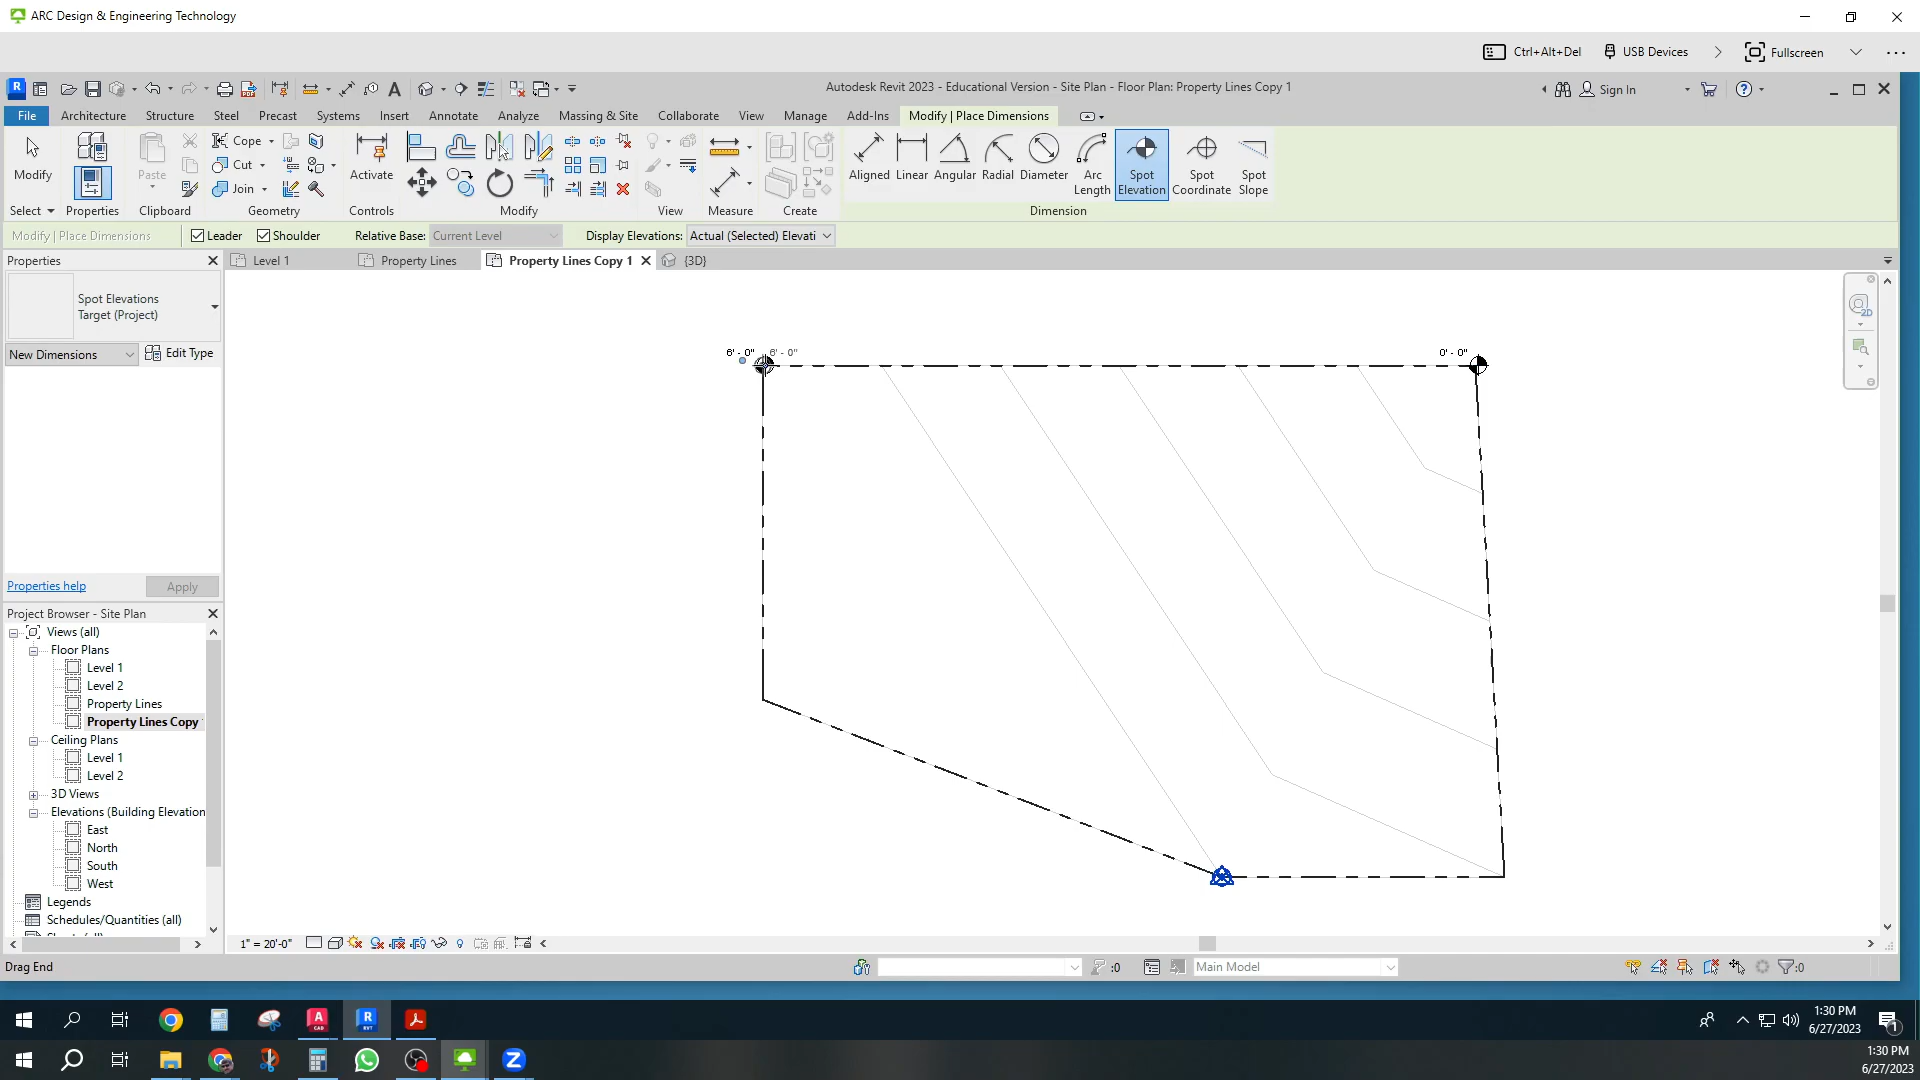 ARC Design & Engineering Technology
Ctrl+Alt+Del
USB Devices
Fullscreen
Autodesk Revit 2023 - Educational Version - Site Plan - Floor Plan: Property Lines Copy 1
Sign In
File
Architecture
Structure
Steel
Precast
Systems
Insert
Annotate
Analyze
Massing & Site
Collaborate
View
Manage
Add-Ins
Modify | Place Dimensions
Modify
Properties
Paste
Cope
Cut
Join
Activate
Aligned
Linear
Angular
Radial
Diameter
Arc Length
Spot Elevation
Spot Coordinate
Spot Slope
Select
Properties
Clipboard
Geometry
Controls
Modify
View
Measure
Create
Dimension
Modify | Place Dimensions
Leader
Shoulder
Relative Base:
Current Level
Display Elevations:
Actual (Selected) Elevati
Properties
Level 1
Property Lines
Property Lines Copy 1
{3D}
Spot Elevations
Target (Project)
New Dimensions
Edit Type
6' - 0"
6' - 0"
0' - 0"
2D
Properties help
Apply
Project Browser - Site Plan
Views (all)
Floor Plans
Level 1
Level 2
Property Lines
Property Lines Copy
Ceiling Plans
Level 1
Level 2
3D Views
Elevations (Building Elevation
East
North
South
West
Legends
Schedules/Quantities (all)
1" = 20'-0"
Drag End
:0
Main Model
:0
1:30 PM
6/27/2023
1
1:30 PM
6/27/2023